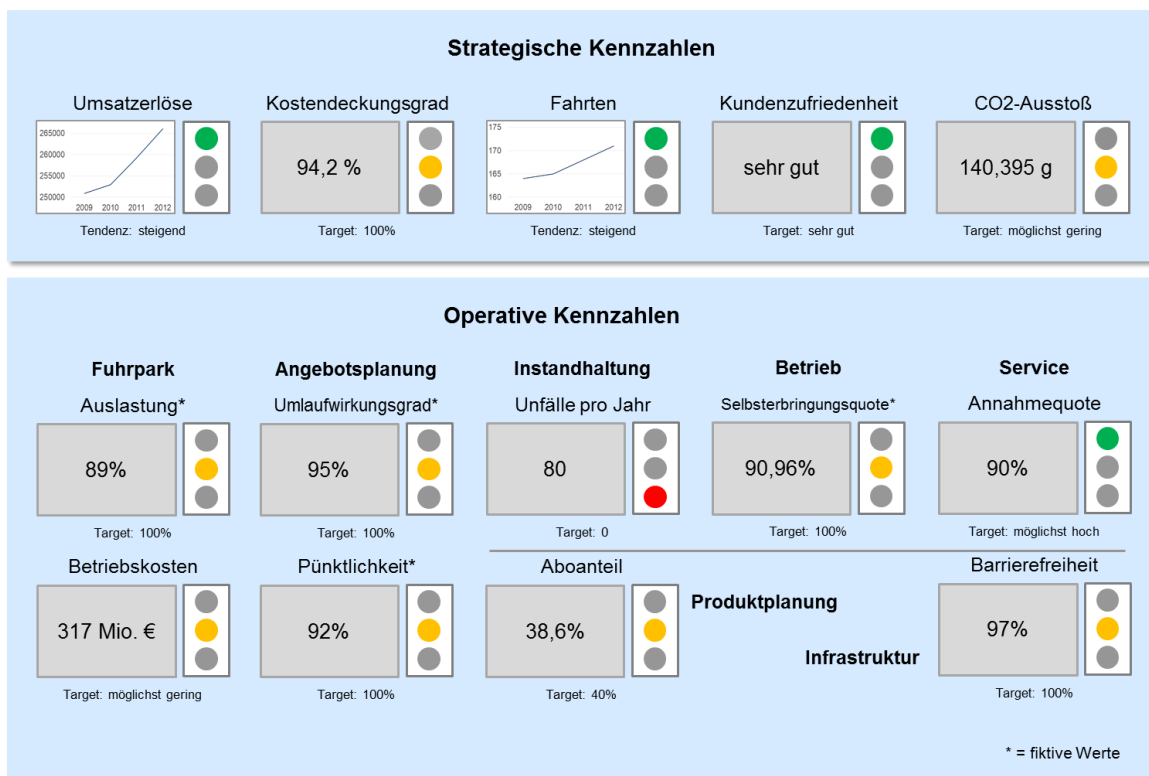 Strategische Kennzahlen
Umsatzerlöse
265000
260000
255000
250000
2009 2010 2011 2012
Tendenz: steigend
Kostendeckungsgrad
94,2 %
Target: 100%
Fahrten
175
170
165
160
2009 2010 2011 2012
Tendenz: steigend
Kundenzufriedenheit
sehr gut
Target: sehr gut
CO2-Ausstoß
140,395 g
Target: möglichst gering
Operative Kennzahlen
Fuhrpark
Auslastung*
89%
Target: 100%
Angebotsplanung
Umlaufwirkungsgrad*
95%
Target: 100%
Instandhaltung
Unfälle pro Jahr
80
Target: 0
Betrieb
Selbsterbringungsquote*
90,96%
Target: 100%
Service
Annahmequote
90%
Target: möglichst hoch
Betriebskosten
317 Mio. €
Target: möglichst gering
Pünktlichkeit*
92%
Target: 100%
Aboanteil
38,6%
Target: 40%
Produktplanung
Infrastruktur
Barrierefreiheit
97%
Target: 100%
* = fiktive Werte